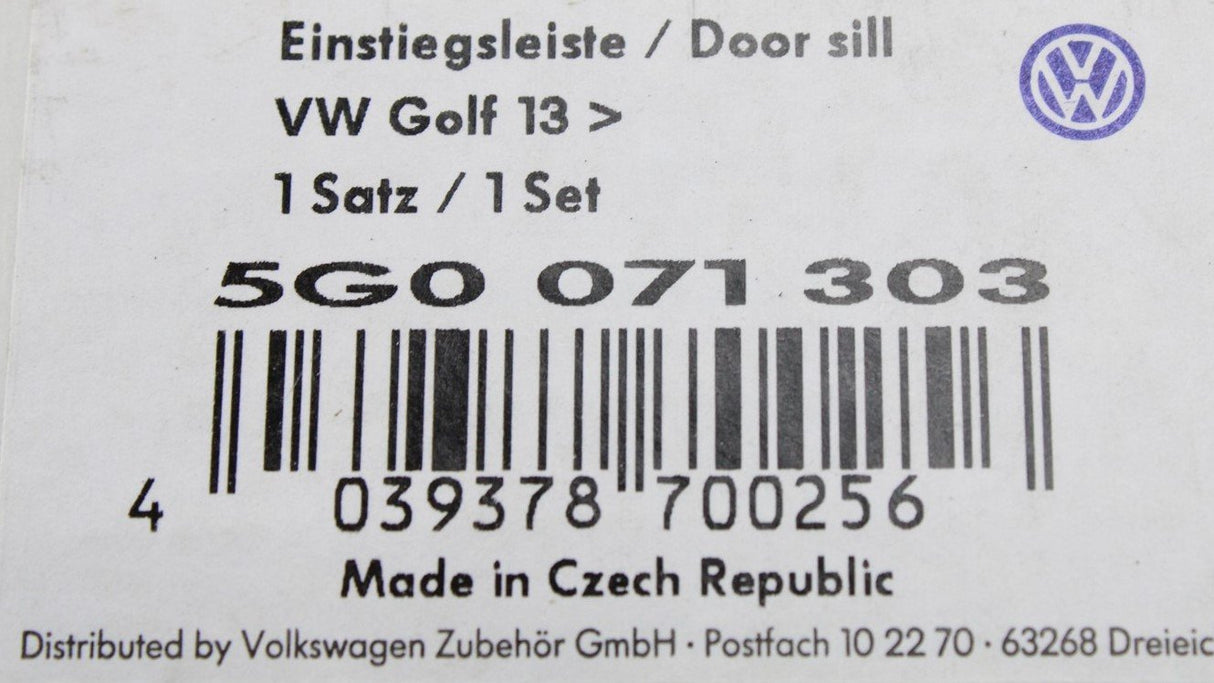 Einstiegsleiste / Door sill
VW Golf 13 >
1 Satz / 1 Set
5G0 071 303
4 039378 700256
Made in Czech Republic
Distributed by Volkswagen Zubehör GmbH · Postfach 10 22 70 · 63268 Dreieic